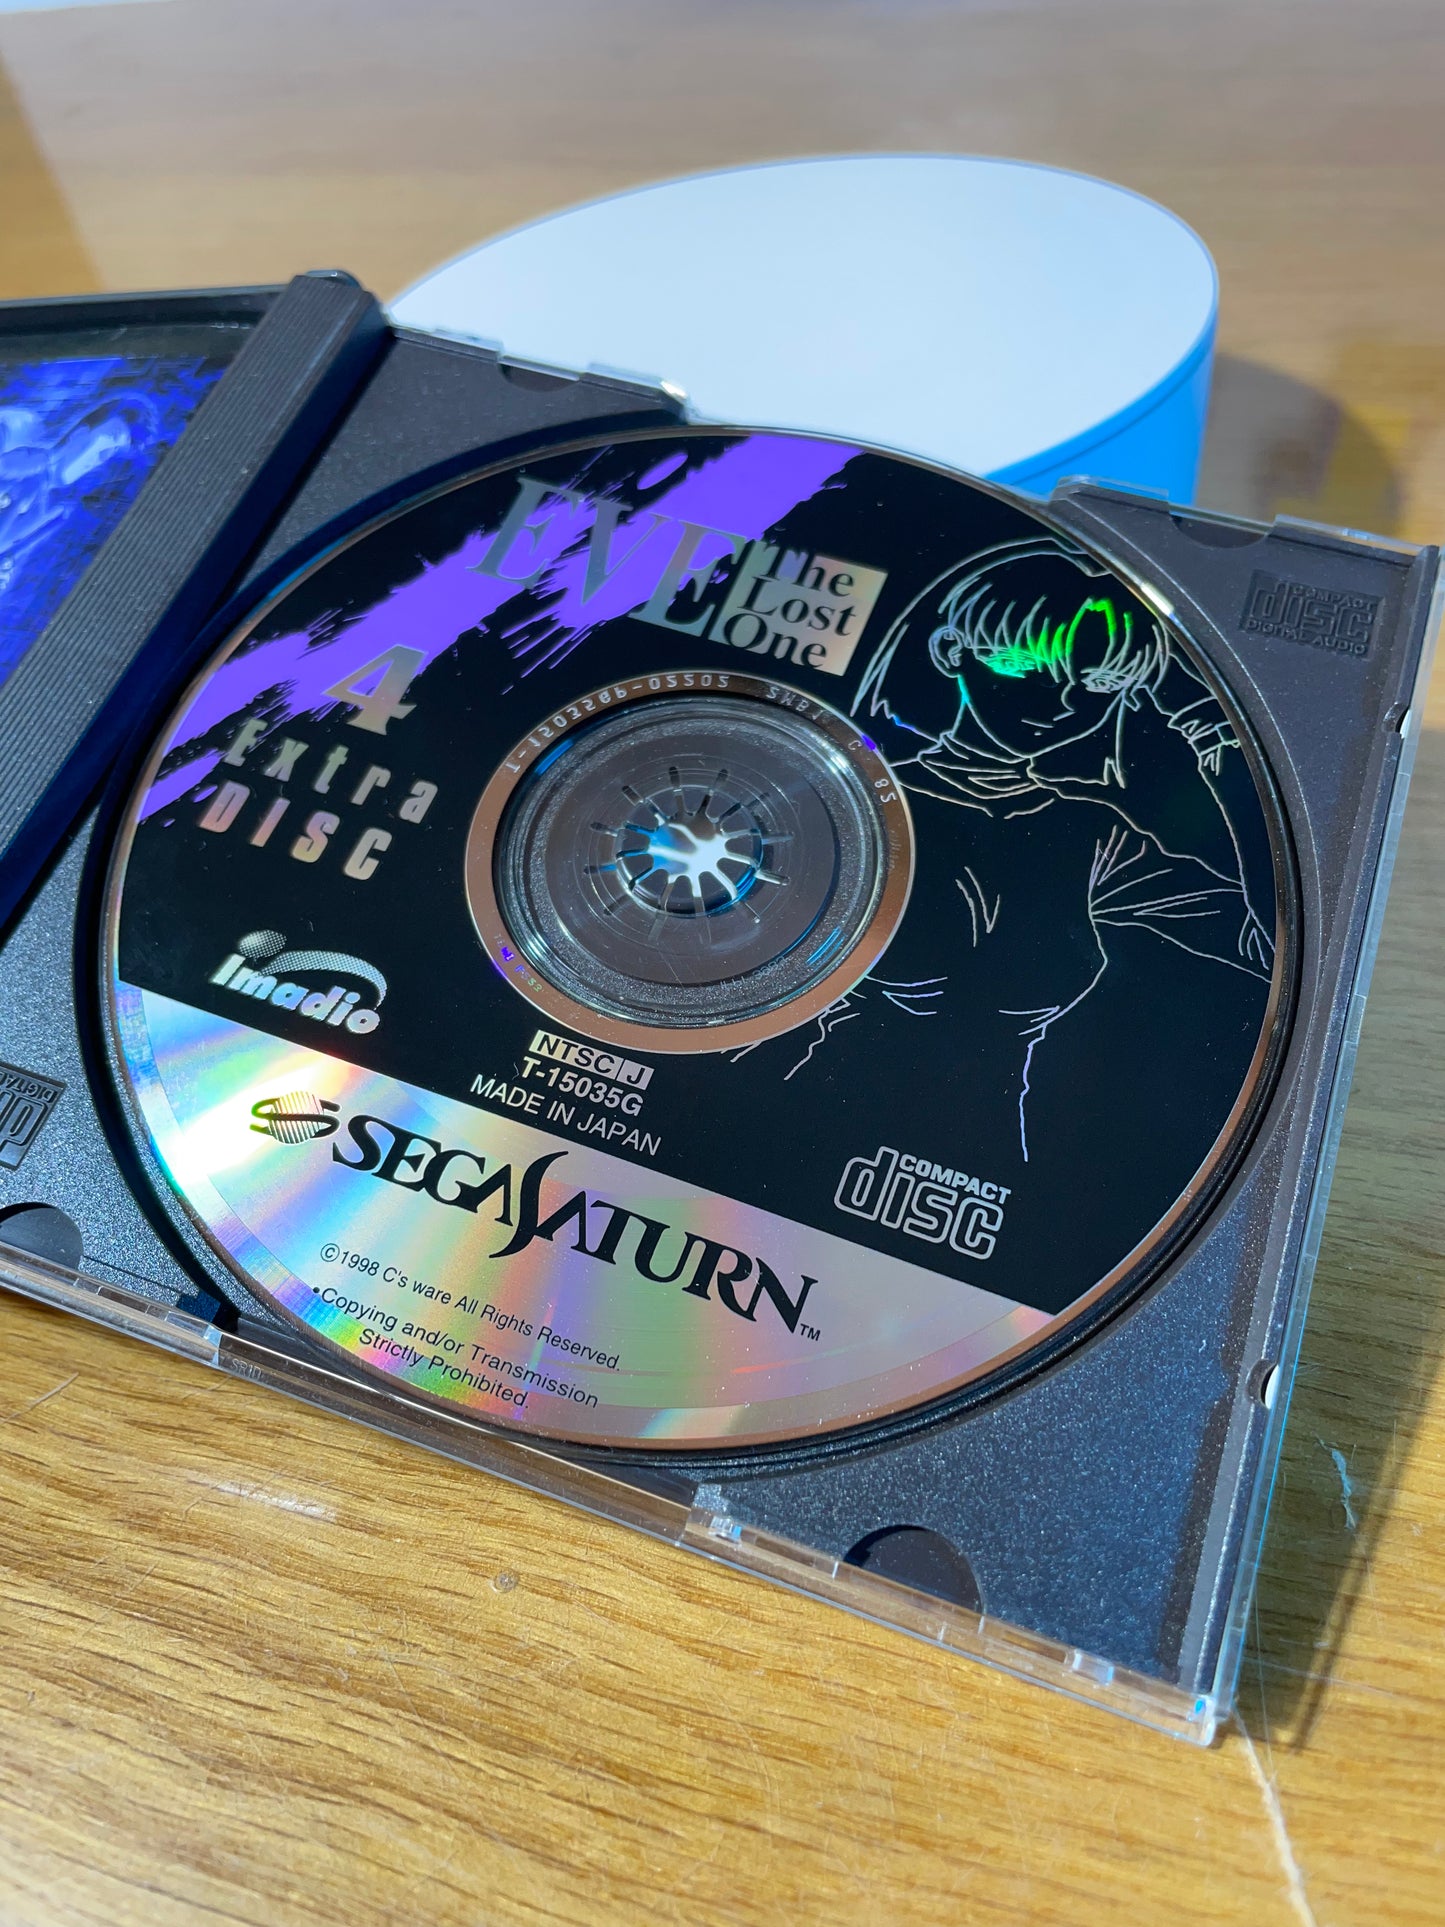 EVE
The
Lost
One
4
Extra
DISC
Imadio
NTSC J
T-15035G
MADE IN JAPAN
SEGA SATURN™
COMPACT
disc
©1998 C's ware All Rights Reserved.
•Copying and/or Transmission
Strictly Prohibited.
COMPACT
disc
DIGITAL AUDIO